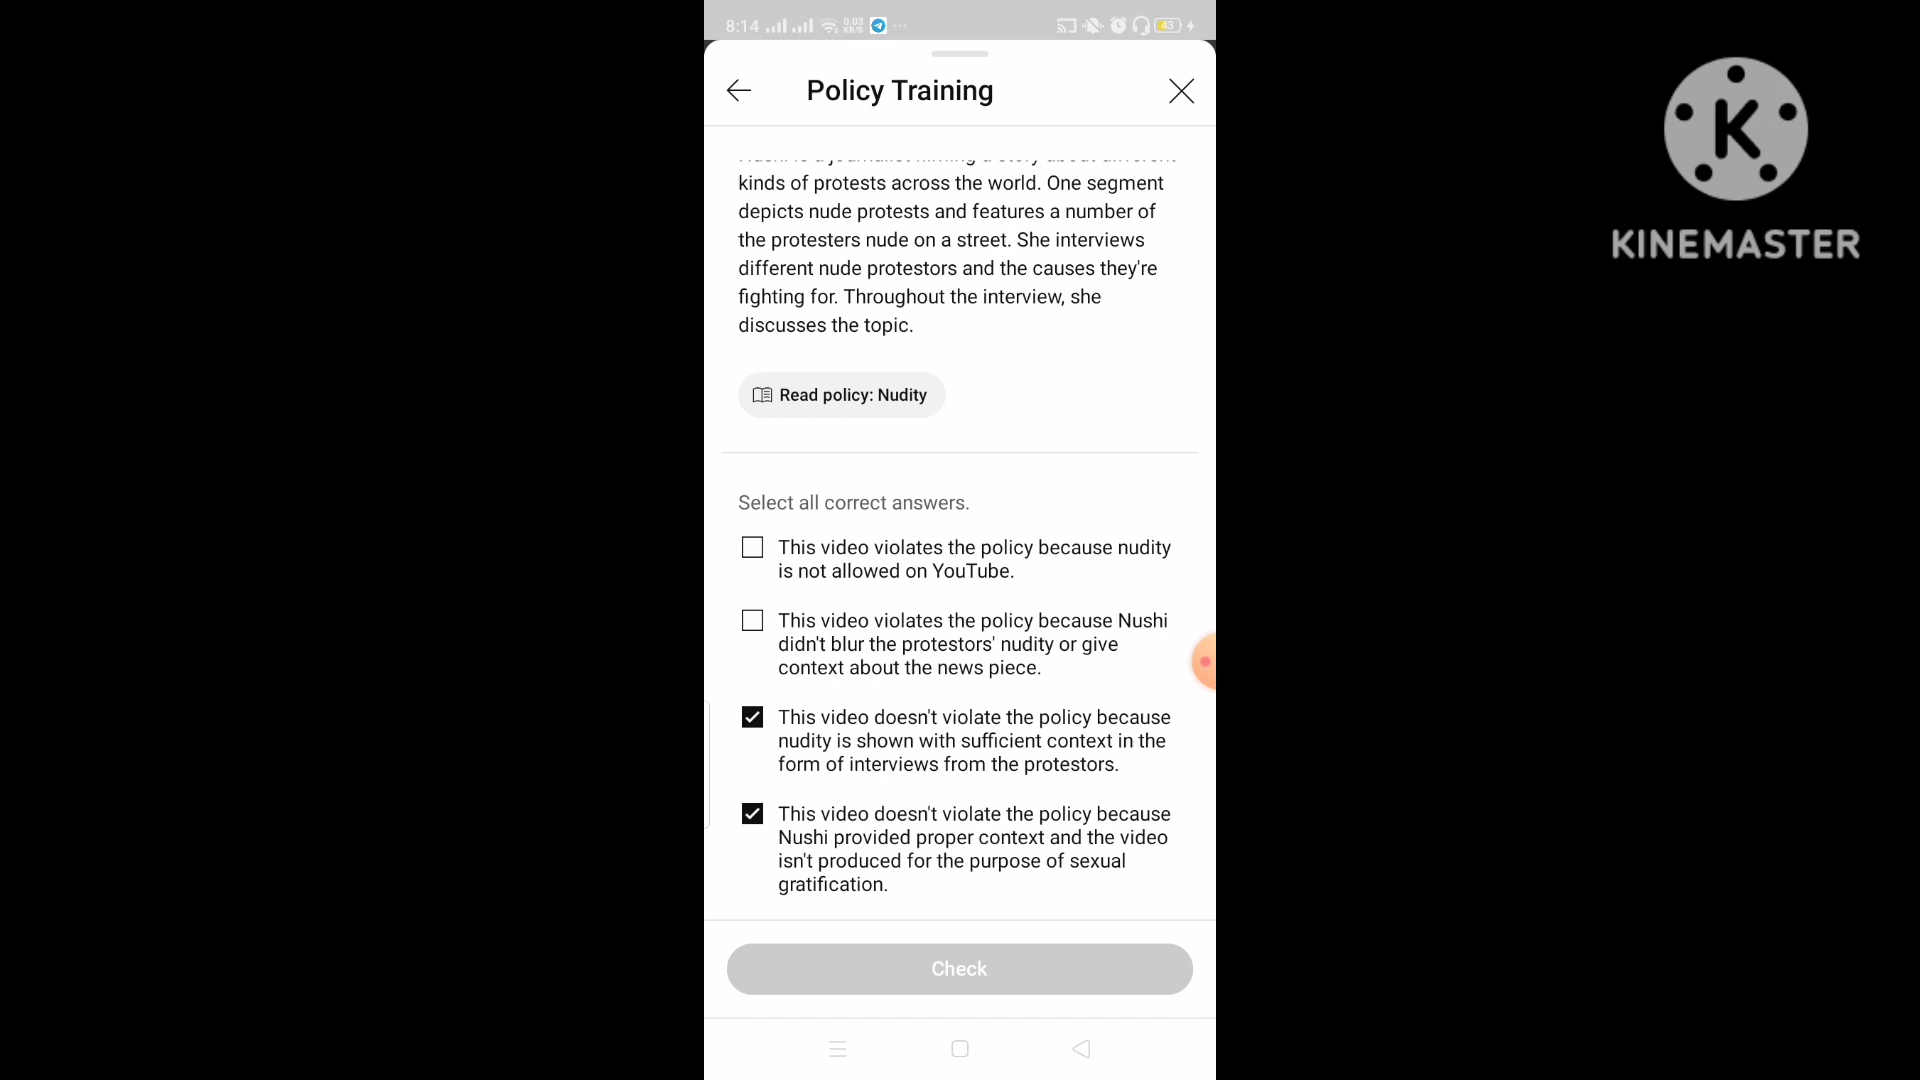 8:14 0.03 KB/S 43
Policy Training
kinds of protests across the world. One segment
depicts nude protests and features a number of
the protesters nude on a street. She interviews
different nude protestors and the causes they're
fighting for. Throughout the interview, she
discusses the topic.
Read policy: Nudity
Select all correct answers.
This video violates the policy because nudity
is not allowed on YouTube.
This video violates the policy because Nushi
didn't blur the protestors' nudity or give
context about the news piece.
This video doesn't violate the policy because
nudity is shown with sufficient context in the
form of interviews from the protestors.
This video doesn't violate the policy because
Nushi provided proper context and the video
isn't produced for the purpose of sexual
gratification.
Check
K
KINEMASTER